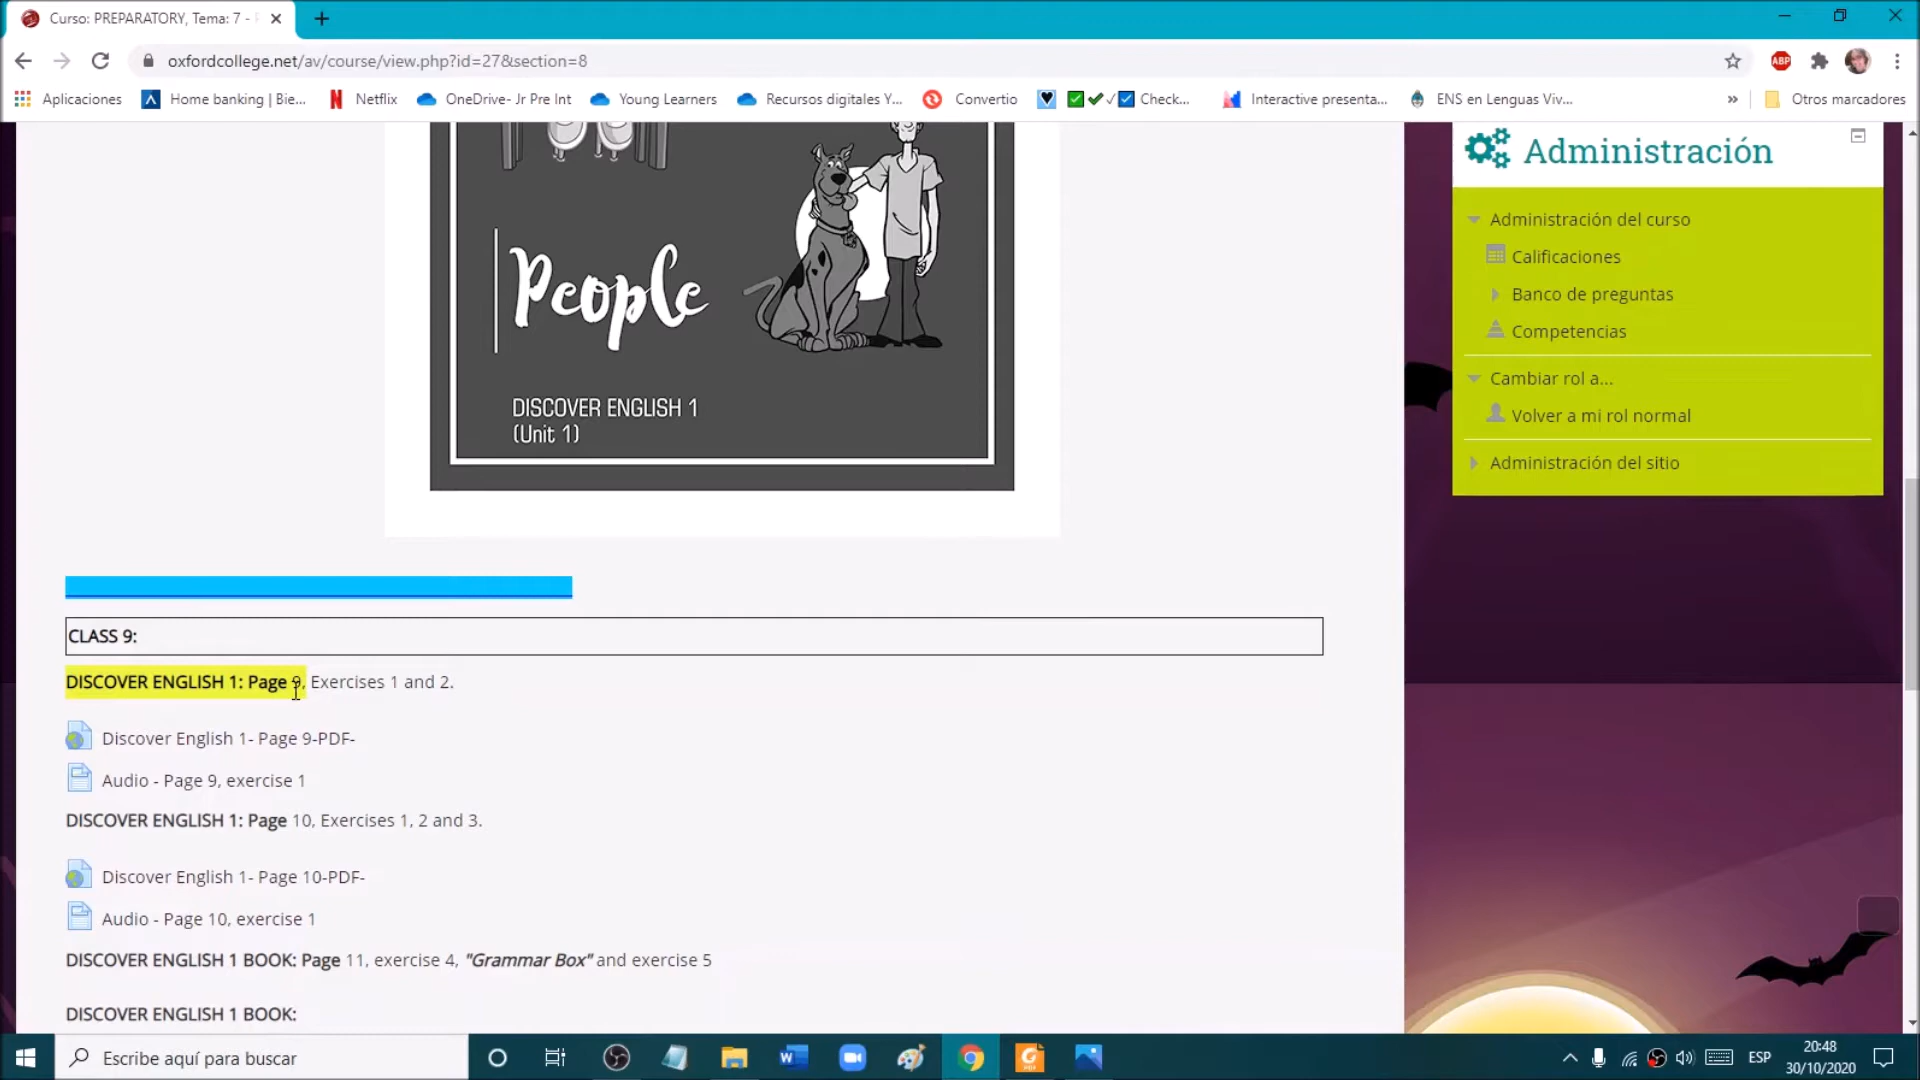 Curso: PREPARATORY, Tema: 7 -
oxfordcollege.net/av/course/view.php?id=27&section=8
ABP
Aplicaciones
Home banking | Bie...
Netflix
OneDrive- Jr Pre Int
Young Learners
Recursos digitales Y...
Convertio
Check...
Interactive presenta...
ENS en Lenguas Viv...
»
Otros marcadores
People
DISCOVER ENGLISH 1
(Unit 1)
Administración
Administración del curso
Calificaciones
Banco de preguntas
Competencias
Cambiar rol a...
Volver a mi rol normal
Administración del sitio
CLASS 9:
DISCOVER ENGLISH 1: Page 9, Exercises 1 and 2.
Discover English 1- Page 9-PDF-
Audio - Page 9, exercise 1
DISCOVER ENGLISH 1: Page 10, Exercises 1, 2 and 3.
Discover English 1- Page 10-PDF-
Audio - Page 10, exercise 1
DISCOVER ENGLISH 1 BOOK: Page 11, exercise 4, "Grammar Box" and exercise 5
DISCOVER ENGLISH 1 BOOK:
Escribe aquí para buscar
ESP
20:48
30/10/2020